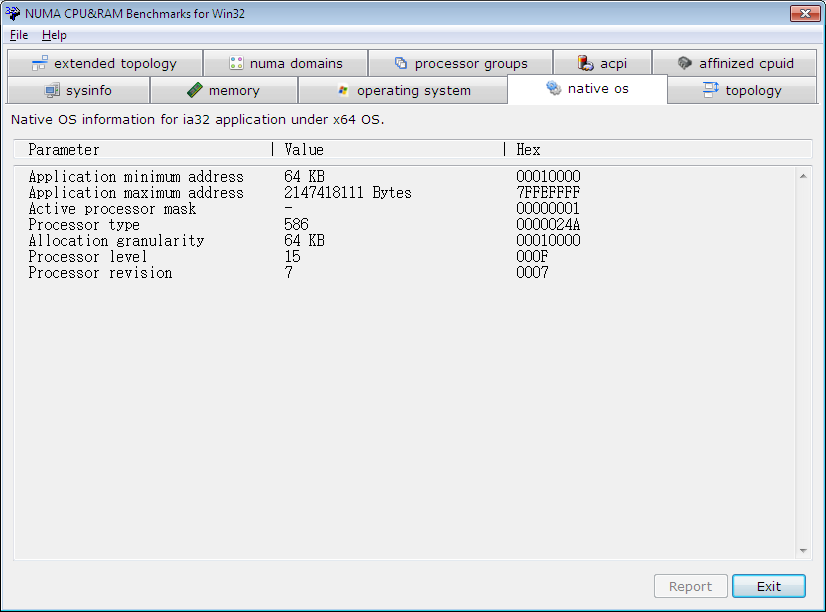 NUMA CPU&RAM Benchmarks for Win32
File Help
extended topology numa domains processor groups acpi affinized cpuid
sysinfo memory operating system native os topology
Native OS information for ia32 application under x64 OS.
Parameter | Value | Hex
Application minimum address 64 KB 00010000
Application maximum address 2147418111 Bytes 7FFEFFFF
Active processor mask - 00000001
Processor type 586 0000024A
Allocation granularity 64 KB 00010000
Processor level 15 000F
Processor revision 7 0007
Report Exit